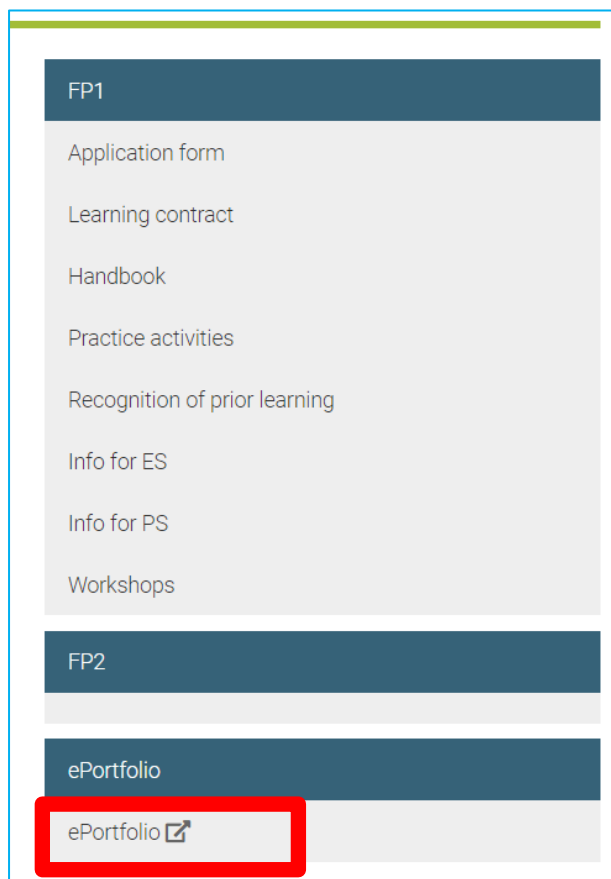 FP1
Application form
Learning contract
Handbook
Practice activities
Recognition of prior learning
Info for ES
Info for PS
Workshops
FP2
ePortfolio
ePortfolio